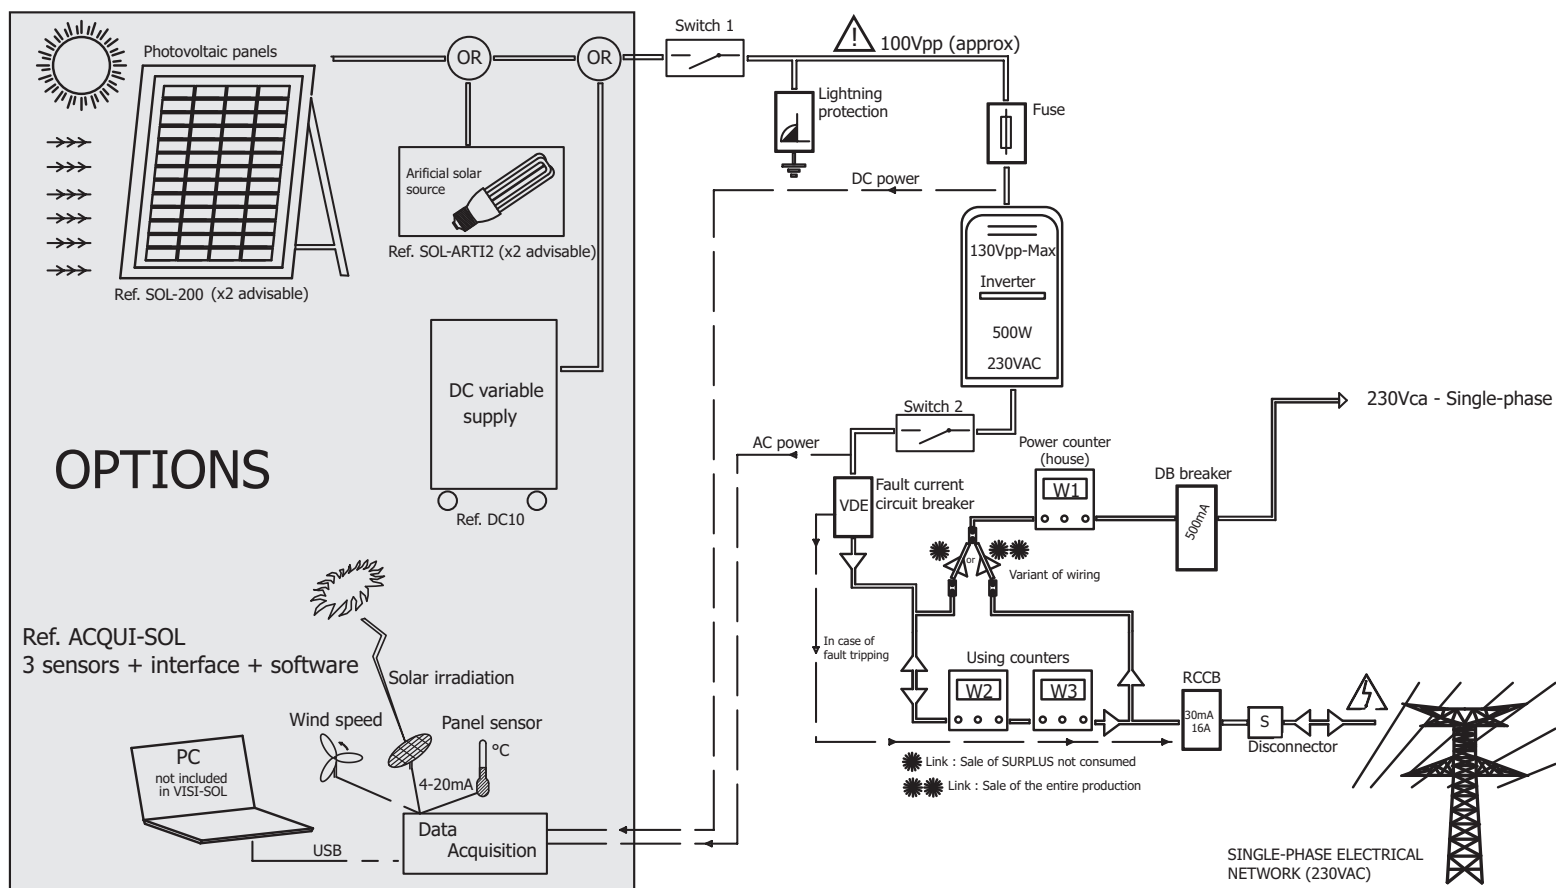 Photovoltaic panels
OR
OR
Switch 1
100Vpp (approx)
Lightning
protection
Fuse
Arificial solar
source
Ref. SOL-ARTI2 (x2 advisable)
Ref. SOL-200 (x2 advisable)
DC power
130Vpp-Max
Inverter
500W
230VAC
DC variable
supply
Ref. DC10
OPTIONS
Switch 2
AC power
230Vca - Single-phase
Power counter
(house)
W1
DB breaker
500mA
Fault current
circuit breaker
VDE
or
Variant of wiring
In case of
fault tripping
Using counters
W2
W3
RCCB
30mA
16A
S
Disconnector
Link : Sale of SURPLUS not consumed
Link : Sale of the entire production
Ref. ACQUI-SOL
3 sensors + interface + software
Solar irradiation
Wind speed
Panel sensor
°C
4-20mA
PC
not included
in VISI-SOL
USB
Data
Acquisition
SINGLE-PHASE ELECTRICAL
NETWORK (230VAC)